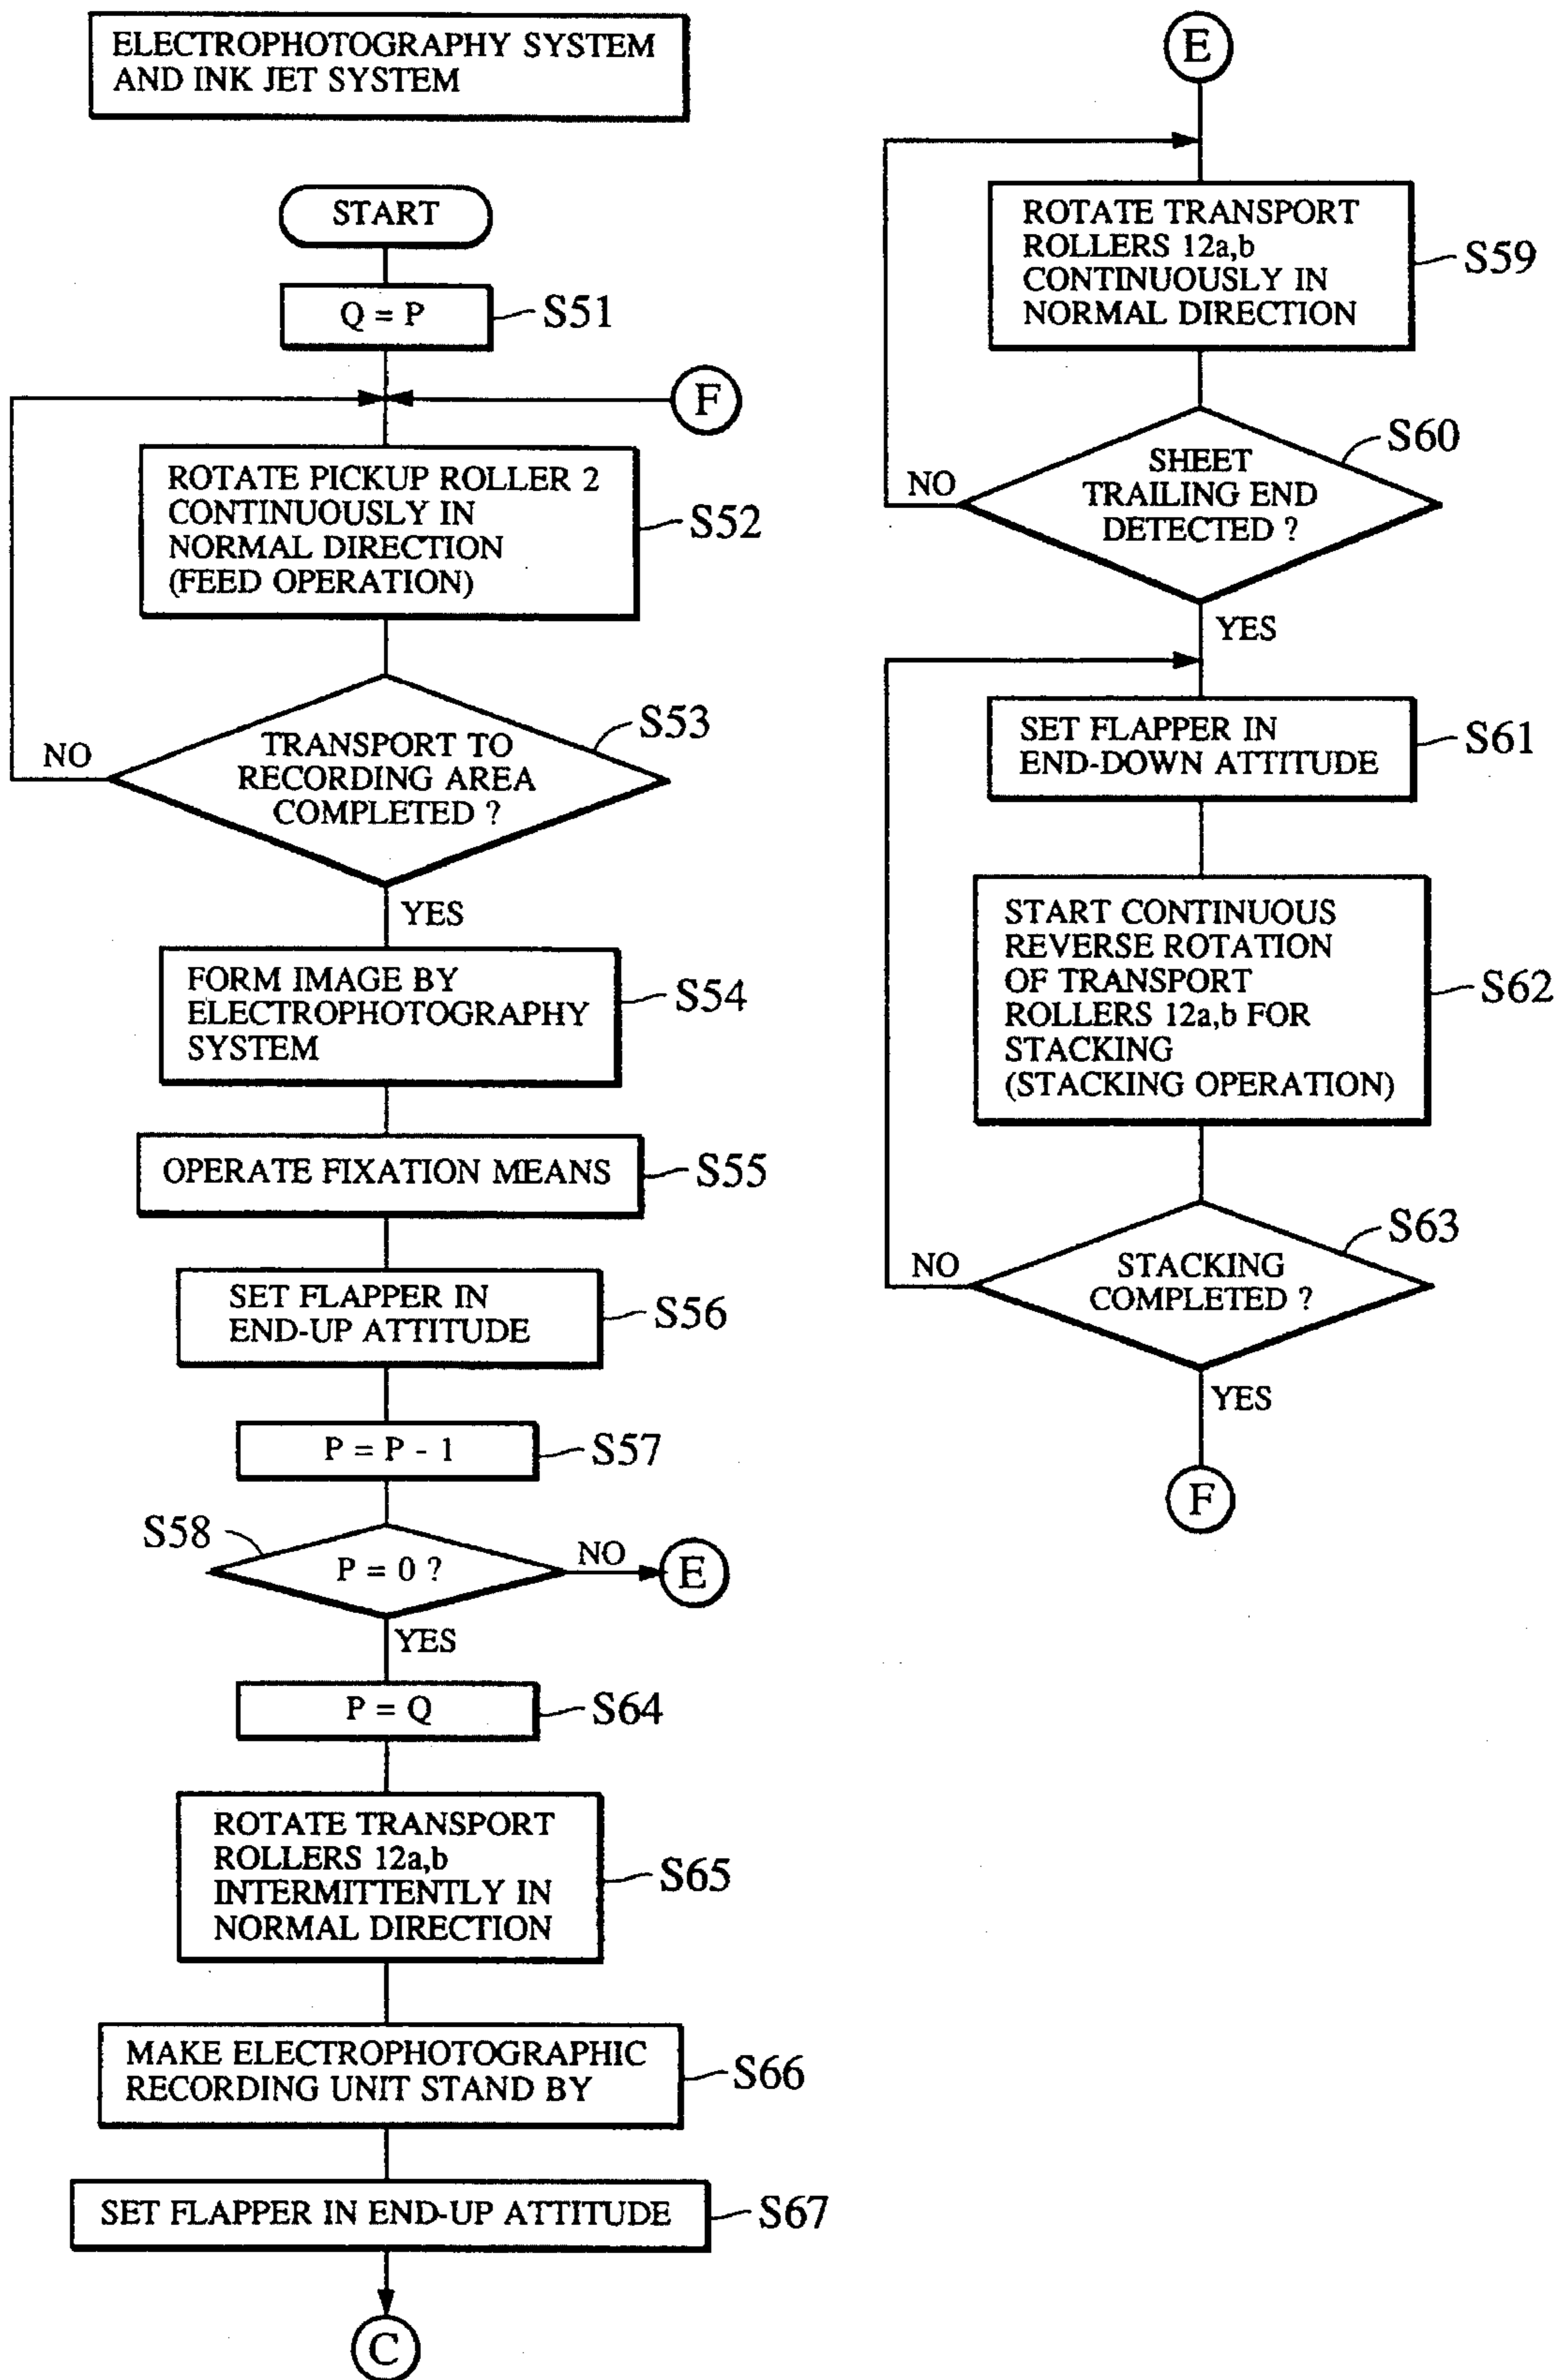 ELECTROPHOTOGRAPHY SYSTEM
AND INK JET SYSTEM
START
Q = P
S51
F
ROTATE PICKUP ROLLER 2
CONTINUOUSLY IN
NORMAL DIRECTION
(FEED OPERATION)
S52
TRANSPORT TO
RECORDING AREA
COMPLETED ?
S53
NO
YES
FORM IMAGE BY
ELECTROPHOTOGRAPHY
SYSTEM
S54
OPERATE FIXATION MEANS
S55
SET FLAPPER IN
END-UP ATTITUDE
S56
P = P - 1
S57
S58
P = 0 ?
NO
E
YES
P = Q
S64
ROTATE TRANSPORT
ROLLERS 12a,b
INTERMITTENTLY IN
NORMAL DIRECTION
S65
MAKE ELECTROPHOTOGRAPHIC
RECORDING UNIT STAND BY
S66
SET FLAPPER IN END-UP ATTITUDE
S67
C
E
ROTATE TRANSPORT
ROLLERS 12a,b
CONTINUOUSLY IN
NORMAL DIRECTION
S59
SHEET
TRAILING END
DETECTED ?
S60
NO
YES
SET FLAPPER IN
END-DOWN ATTITUDE
S61
START CONTINUOUS
REVERSE ROTATION
OF TRANSPORT
ROLLERS 12a,b FOR
STACKING
(STACKING OPERATION)
S62
STACKING
COMPLETED ?
S63
NO
YES
F